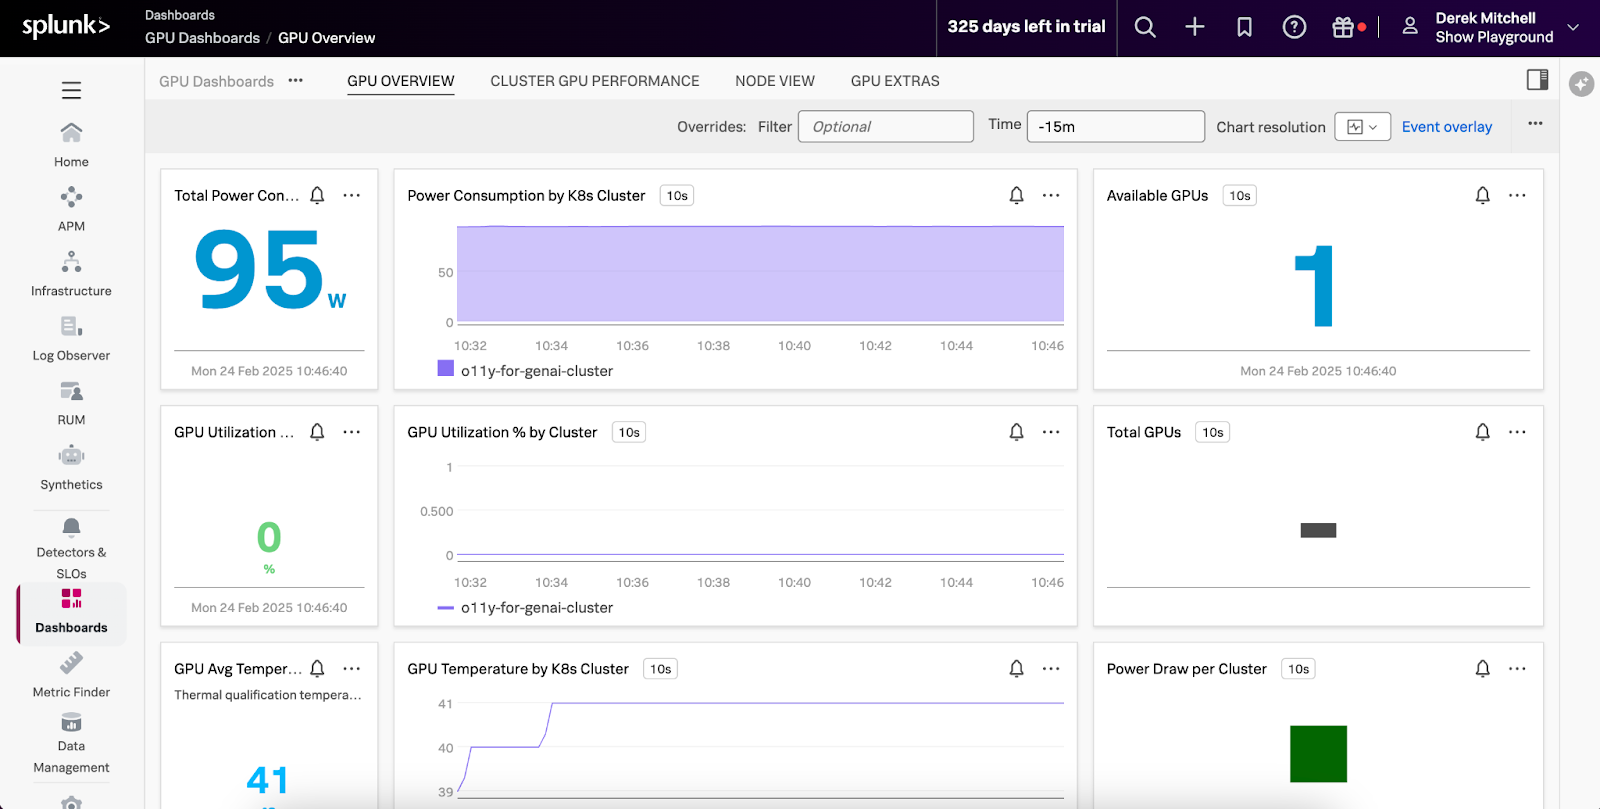 splunk>
Dashboards
GPU Dashboards / GPU Overview
325 days left in trial
Derek Mitchell
Show Playground
Home
APM
Infrastructure
Log Observer
RUM
Synthetics
Detectors &
SLOs
Dashboards
Metric Finder
Data
Management
GPU Dashboards ...
GPU OVERVIEW
CLUSTER GPU PERFORMANCE
NODE VIEW
GPU EXTRAS
Overrides: Filter Optional Time -15m Chart resolution Event overlay ...
Total Power Con... ...
95 W
Mon 24 Feb 2025 10:46:40
Power Consumption by K8s Cluster 10s ...
50
0
10:32 10:34 10:36 10:38 10:40 10:42 10:44 10:46
o11y-for-genai-cluster
Available GPUs 10s ...
1
Mon 24 Feb 2025 10:46:40
GPU Utilization ... ...
0
%
Mon 24 Feb 2025 10:46:40
GPU Utilization % by Cluster 10s ...
1
0.500
0
10:32 10:34 10:36 10:38 10:40 10:42 10:44 10:46
o11y-for-genai-cluster
Total GPUs 10s ...
GPU Avg Temper... ...
Thermal qualification tempera...
41
GPU Temperature by K8s Cluster 10s ...
41
40
39
Power Draw per Cluster 10s ...